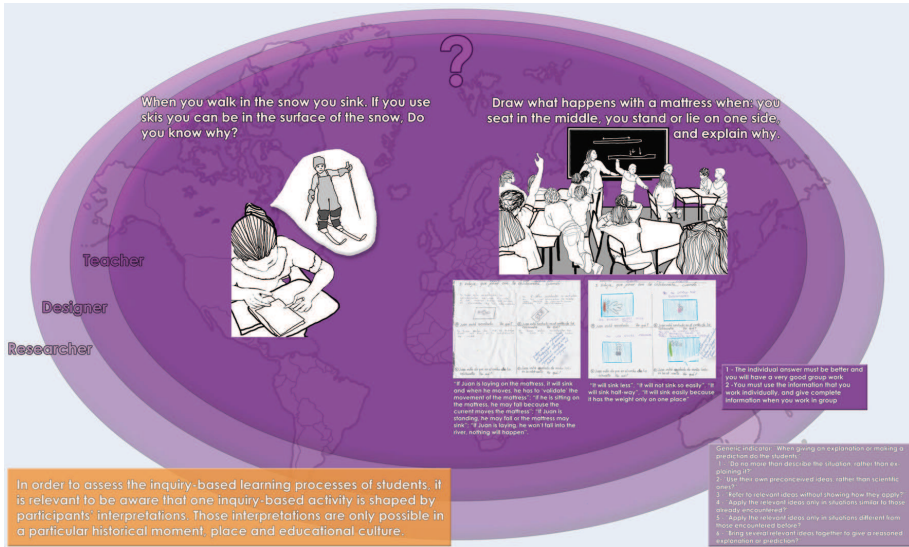 ?
When you walk in the snow you sink. If you use
skis you can be in the surface of the snow. Do
you know why?
Draw what happens with a mattress when: you
seat in the middle, you stand or lie on one side,
and explain why.
Teacher
Designer
Researcher
"If Juan is laying on the mattress, it will sink
and when he moves, he has to 'validate' the
movement of the mattress"; "If he is sitting on
the mattress, he may fall because the
current moves the mattress"; "If Juan is
standing, he may fall or the mattress may
sink"; "If Juan is laying, he won't fall into the
river, nothing will happen".
"It will sink less", "It will not sink so easily", "It
will sink half-way", "It will sink easily because
it has the weight only on one place"
1 - The individual answer must be better and
you will have a very good group work
2 -You must use the information that you
work individually, and give complete
information when you work in group
In order to assess the inquiry-based learning processes of students, it
is relevant to be aware that one inquiry-based activity is shaped by
participants' interpretations. Those interpretations are only possible in
a particular historical moment, place and educational culture.
Generic indicator: When giving an explanation or making a
prediction do the students
1 - Do no more than describe the situation rather than ex-
plaining it?
2- Use their own preconceived ideas rather than scientific
ones?
3 - Refer to relevant ideas without showing how they apply?
4 - Apply the relevant ideas only in situations similar to those
already encountered?
5 - Apply the relevant ideas only in situations different from
those encountered before?
6 - Bring several relevant ideas together to give a reasoned
explanation or prediction?